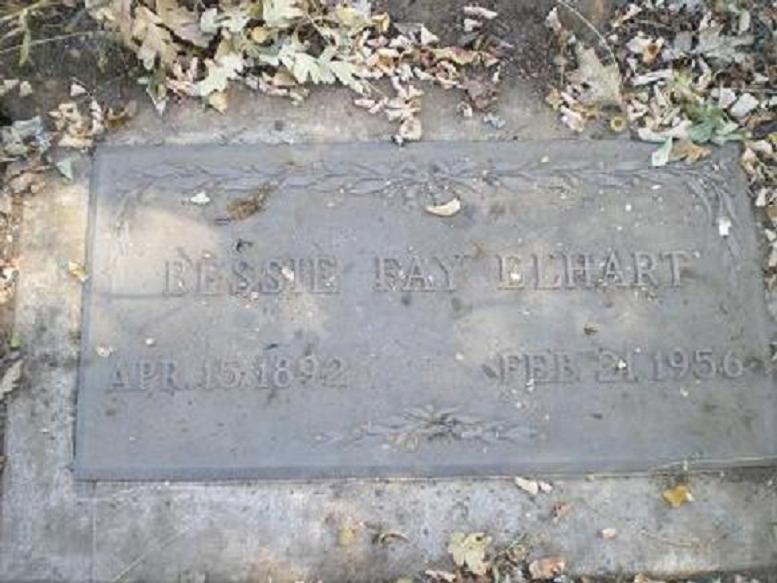 BESSIE FAY ELHART
APR. 15, 1892 FEB. 21, 1956